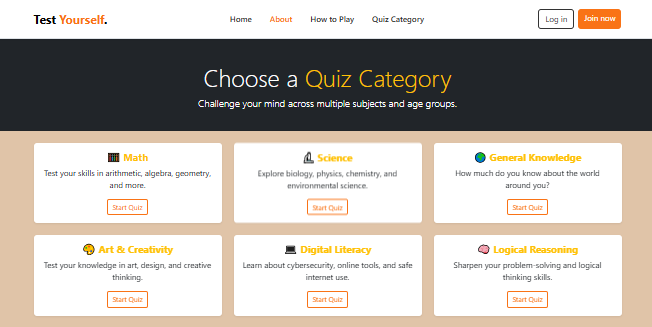 Test Yourself.
Home About How to Play Quiz Category
Log in Join now
Choose a Quiz Category
Challenge your mind across multiple subjects and age groups.
Math
Test your skills in arithmetic, algebra, geometry,
and more.
Start Quiz
Science
Explore biology, physics, chemistry, and
environmental science.
Start Quiz
General Knowledge
How much do you know about the world
around you?
Start Quiz
Art & Creativity
Test your knowledge in art, design, and creative
thinking.
Start Quiz
Digital Literacy
Learn about cybersecurity, online tools, and safe
internet use.
Start Quiz
Logical Reasoning
Sharpen your problem-solving and logical
thinking skills.
Start Quiz